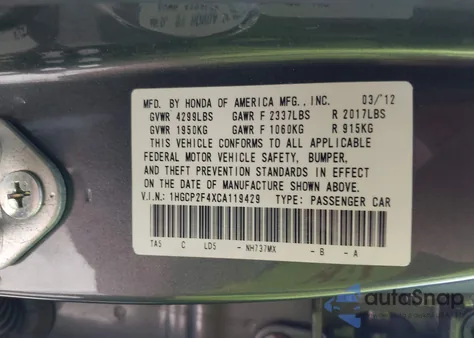 MFD. BY HONDA OF AMERICA MFG., INC. 03/'12
GVWR 4299LBS GAWR F 2337LBS R 2017LBS
GVWR 1950KG GAWR F 1060KG R 915KG
THIS VEHICLE CONFORMS TO ALL APPLICABLE
FEDERAL MOTOR VEHICLE SAFETY, BUMPER,
AND THEFT PREVENTION STANDARDS IN EFFECT
ON THE DATE OF MANUFACTURE SHOWN ABOVE.
V.I.N.: 1HGCP2F4XCA119429 TYPE: PASSENGER CAR
TA5 C LD5 - NH737MX - B - A
autoSnap